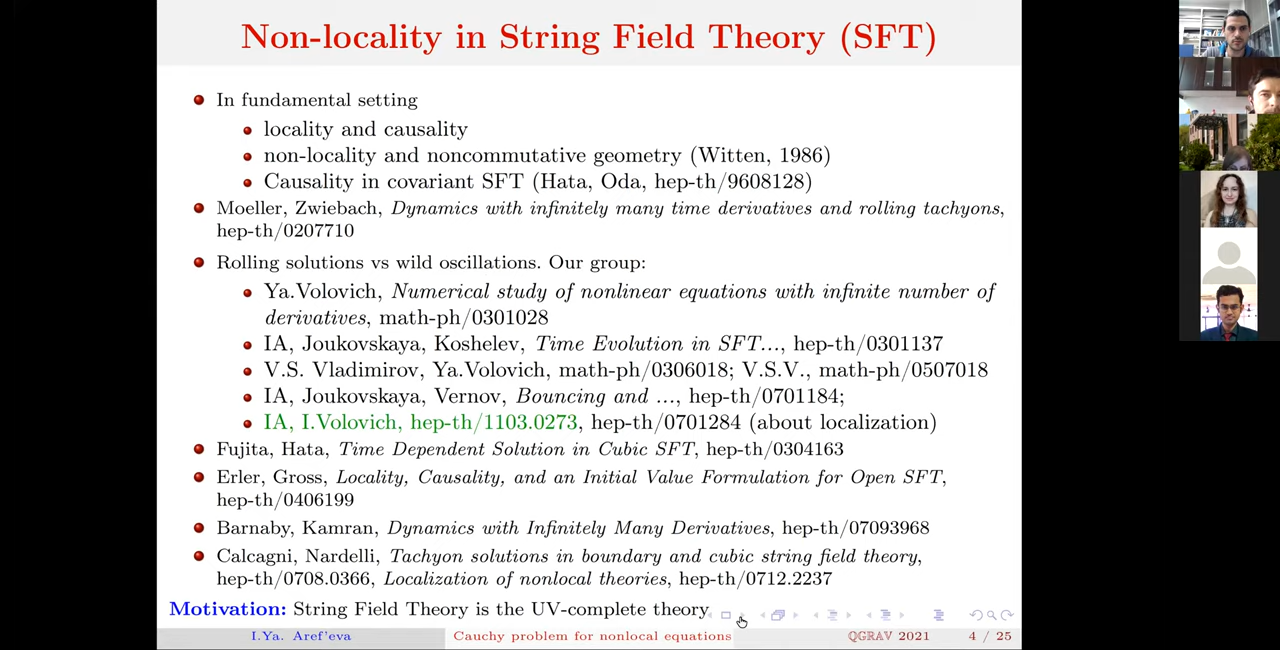 Non-locality in String Field Theory (SFT)
In fundamental setting
locality and causality
non-locality and noncommutative geometry (Witten, 1986)
Causality in covariant SFT (Hata, Oda, hep-th/9608128)
Moeller, Zwiebach, Dynamics with infinitely many time derivatives and rolling tachyons,
hep-th/0207710
Rolling solutions vs wild oscillations. Our group:
Ya.Volovich, Numerical study of nonlinear equations with infinite number of
derivatives, math-ph/0301028
IA, Joukovskaya, Koshelev, Time Evolution in SFT..., hep-th/0301137
V.S. Vladimirov, Ya.Volovich, math-ph/0306018; V.S.V., math-ph/0507018
IA, Joukovskaya, Vernov, Bouncing and ..., hep-th/0701184;
IA, I.Volovich, hep-th/1103.0273, hep-th/0701284 (about localization)
Fujita, Hata, Time Dependent Solution in Cubic SFT, hep-th/0304163
Erler, Gross, Locality, Causality, and an Initial Value Formulation for Open SFT,
hep-th/0406199
Barnaby, Kamran, Dynamics with Infinitely Many Derivatives, hep-th/07093968
Calcagni, Nardelli, Tachyon solutions in boundary and cubic string field theory,
hep-th/0708.0366, Localization of nonlocal theories, hep-th/0712.2237
Motivation: String Field Theory is the UV-complete theory
I.Ya. Aref'eva Cauchy problem for nonlocal equations QGRAV 2021 4 / 25